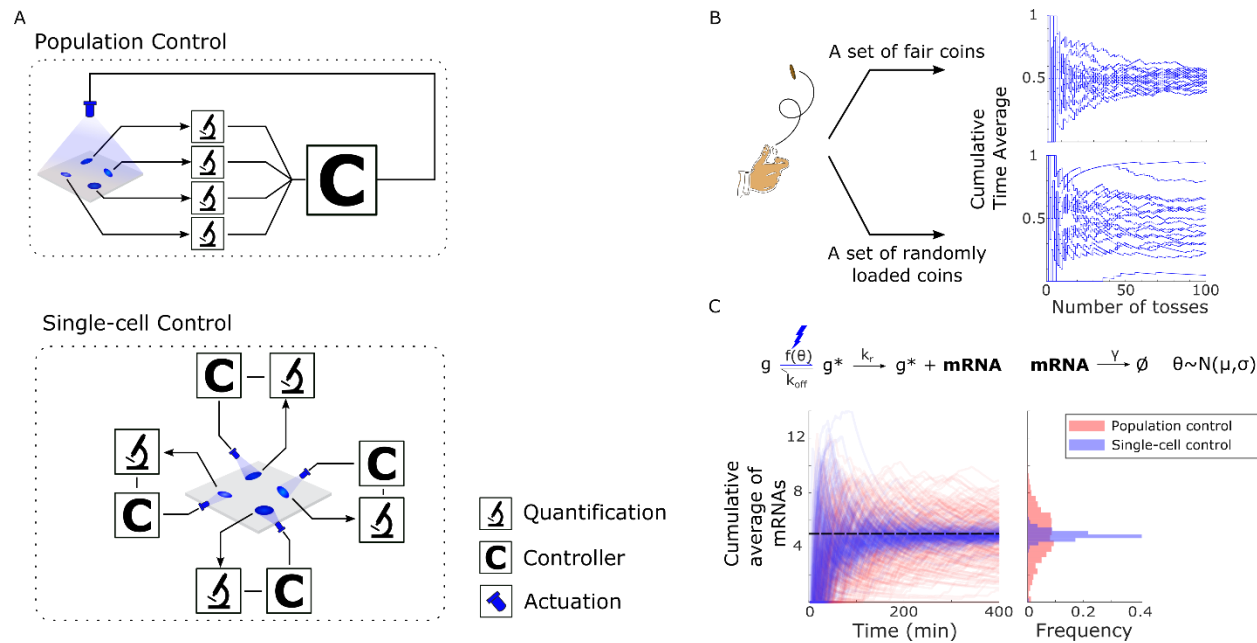 A
Population Control
C
Single-cell Control
C
C
C
C
Quantification
C Controller
Actuation
B
A set of fair coins
A set of randomly
loaded coins
Cumulative
Time Average
1
0.5
1
0.5
0 50 100
Number of tosses
C
g f(θ) k_off g* k_r → g* + mRNA mRNA γ → Ø θ~N(μ,σ)
Population control
Single-cell control
Cumulative
average of
mRNAs
12
8
4
0 200 400
Time (min)
0 0.2 0.4
Frequency